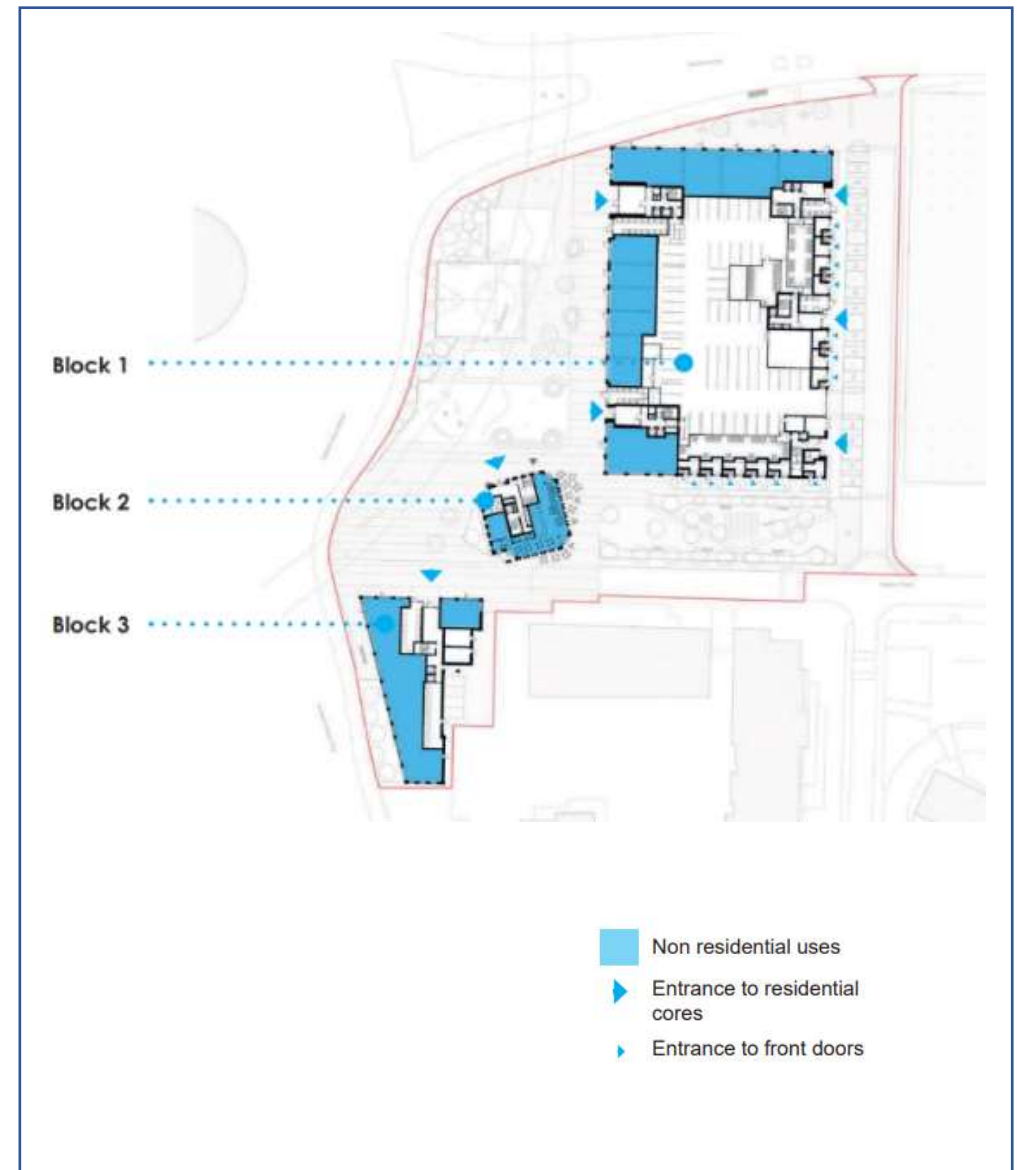 Block 1
Block 2
Block 3
Non residential uses
Entrance to residential
cores
Entrance to front doors